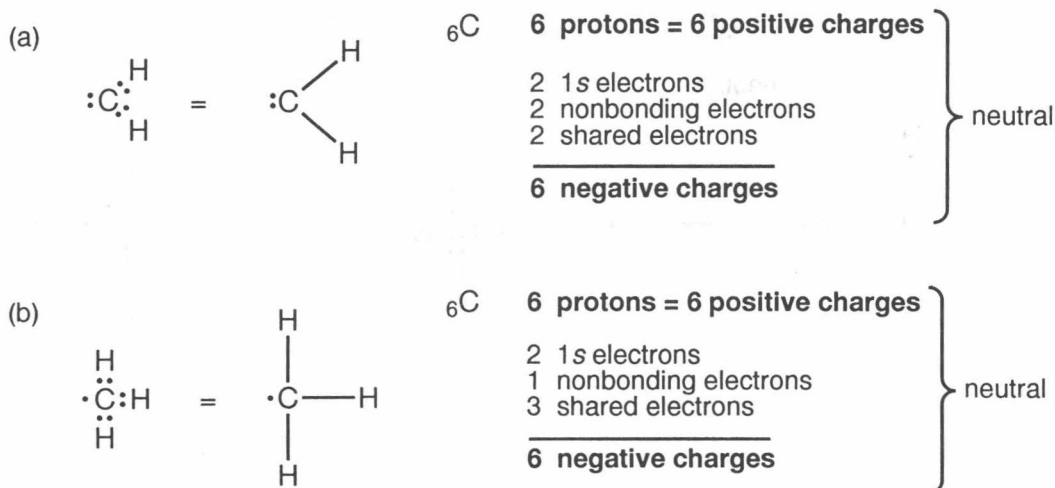 (a)
H
:C:
H
=
H
:C
H
₆C
6 protons = 6 positive charges
2 1s electrons
2 nonbonding electrons
2 shared electrons
6 negative charges
neutral
(b)
H
·C:H
H
=
H
·C—H
H
₆C
6 protons = 6 positive charges
2 1s electrons
1 nonbonding electrons
3 shared electrons
6 negative charges
neutral